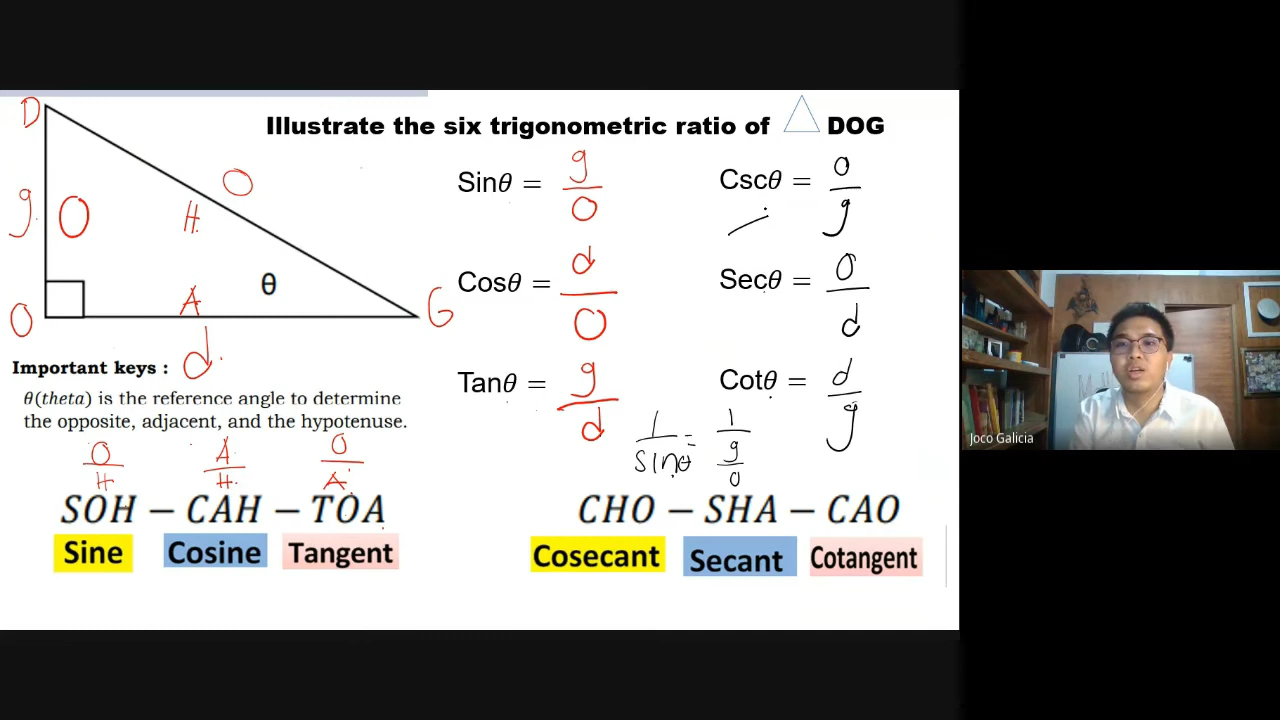 Illustrate the six trigonometric ratio of △ DOG
D
g
O
O
H
A
θ
O
G
d
Sinθ = g/o
Cscθ = o/g
Cosθ = d/o
Secθ = o/d
Tanθ = g/d
Cotθ = d/g
1/sinθ = 1/(g/o)
Important keys :
θ(theta) is the reference angle to determine
the opposite, adjacent, and the hypotenuse.
O/H A/H O/A
SOH – CAH – TOA
Sine Cosine Tangent
CHO – SHA – CAO
Cosecant Secant Cotangent
Joco Galicia